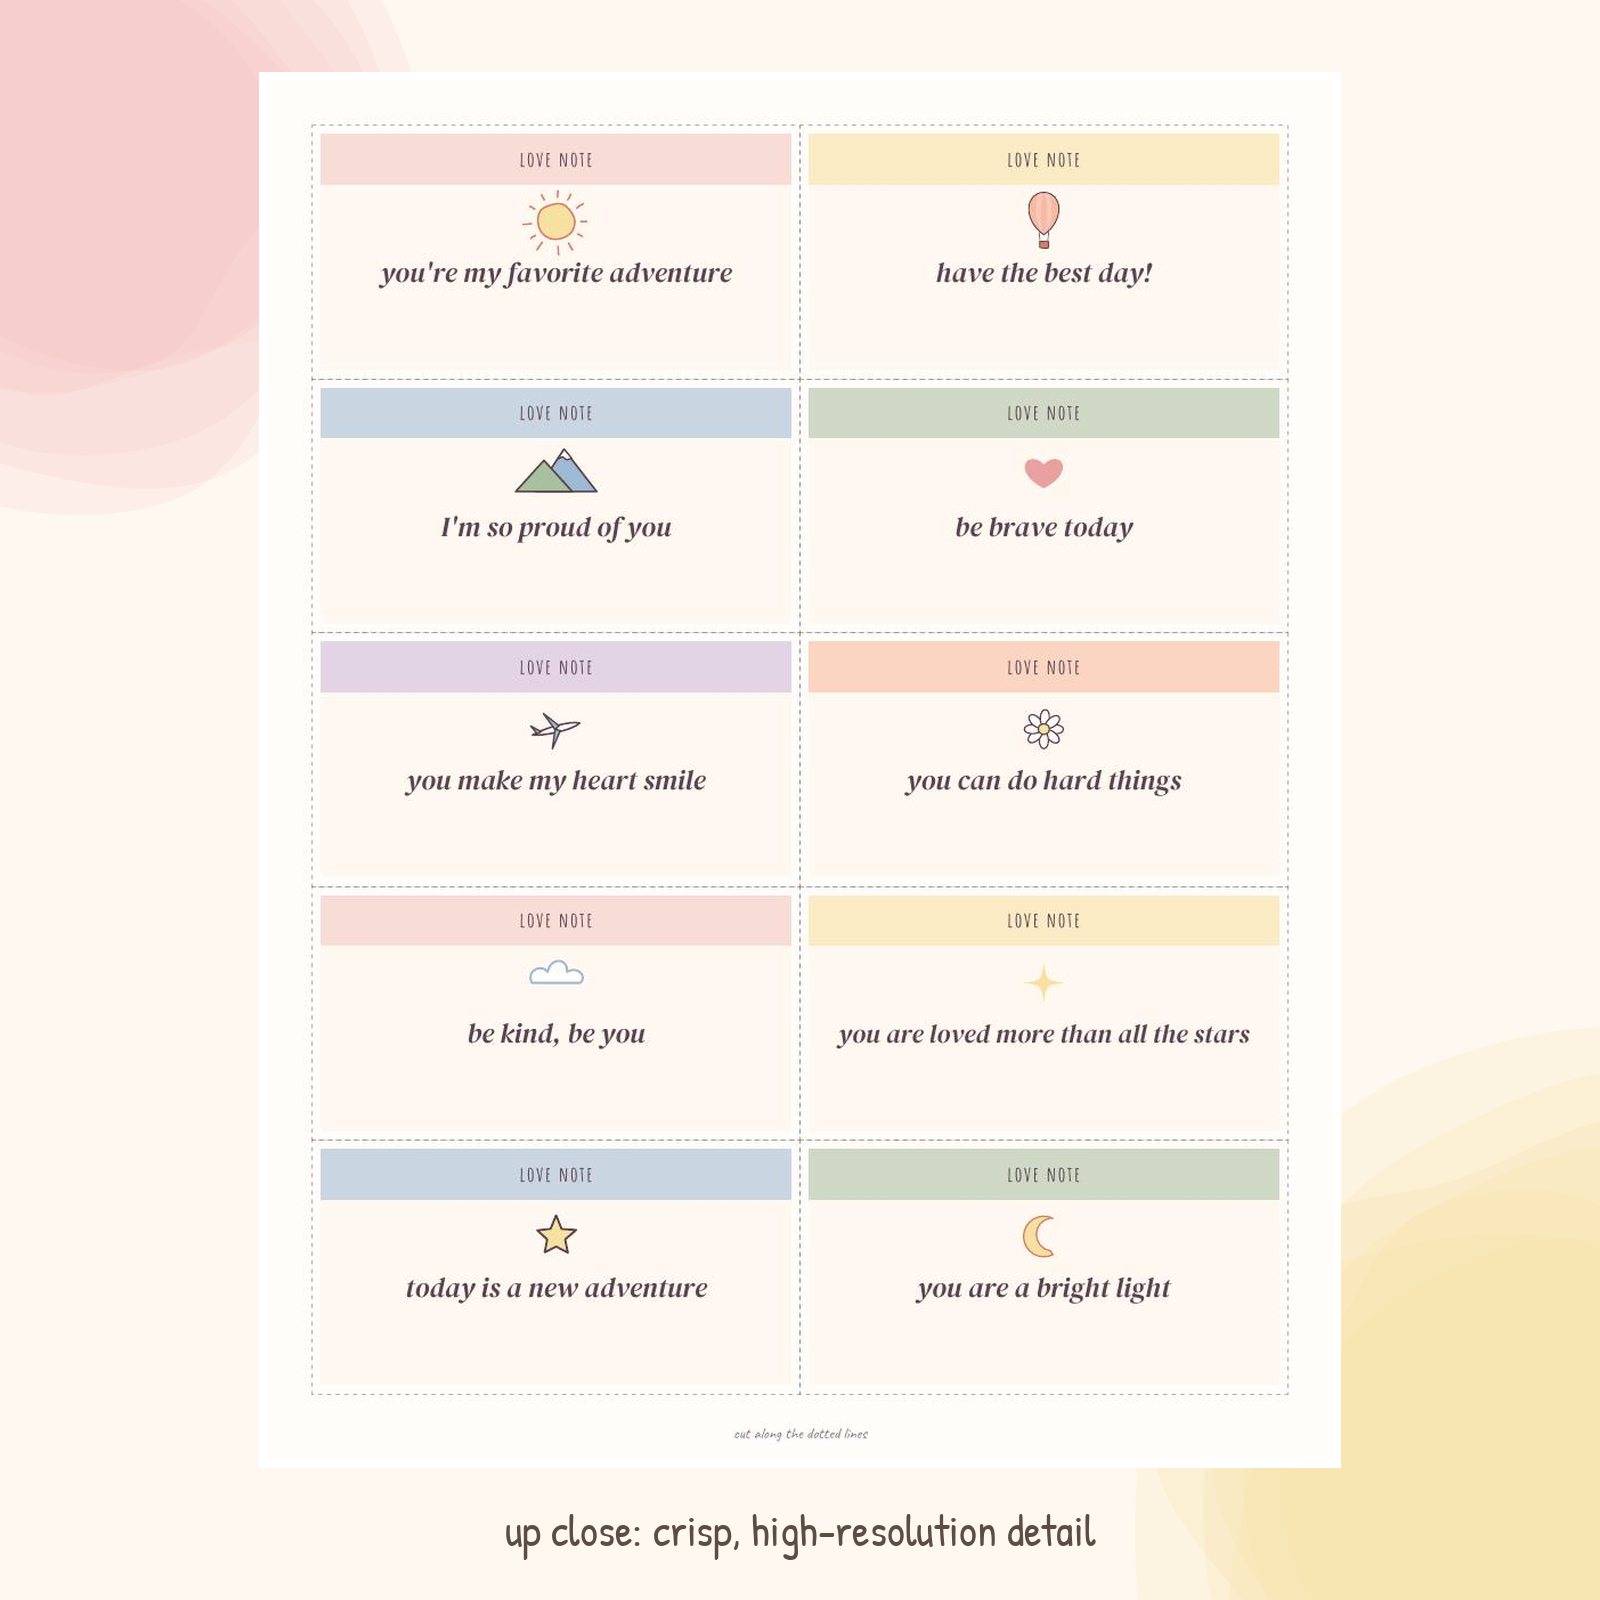 LOVE NOTE
you're my favorite adventure
LOVE NOTE
have the best day!
LOVE NOTE
I'm so proud of you
LOVE NOTE
be brave today
LOVE NOTE
you make my heart smile
LOVE NOTE
you can do hard things
LOVE NOTE
be kind, be you
LOVE NOTE
you are loved more than all the stars
LOVE NOTE
today is a new adventure
LOVE NOTE
you are a bright light
cut along the dotted lines
up close: crisp, high-resolution detail